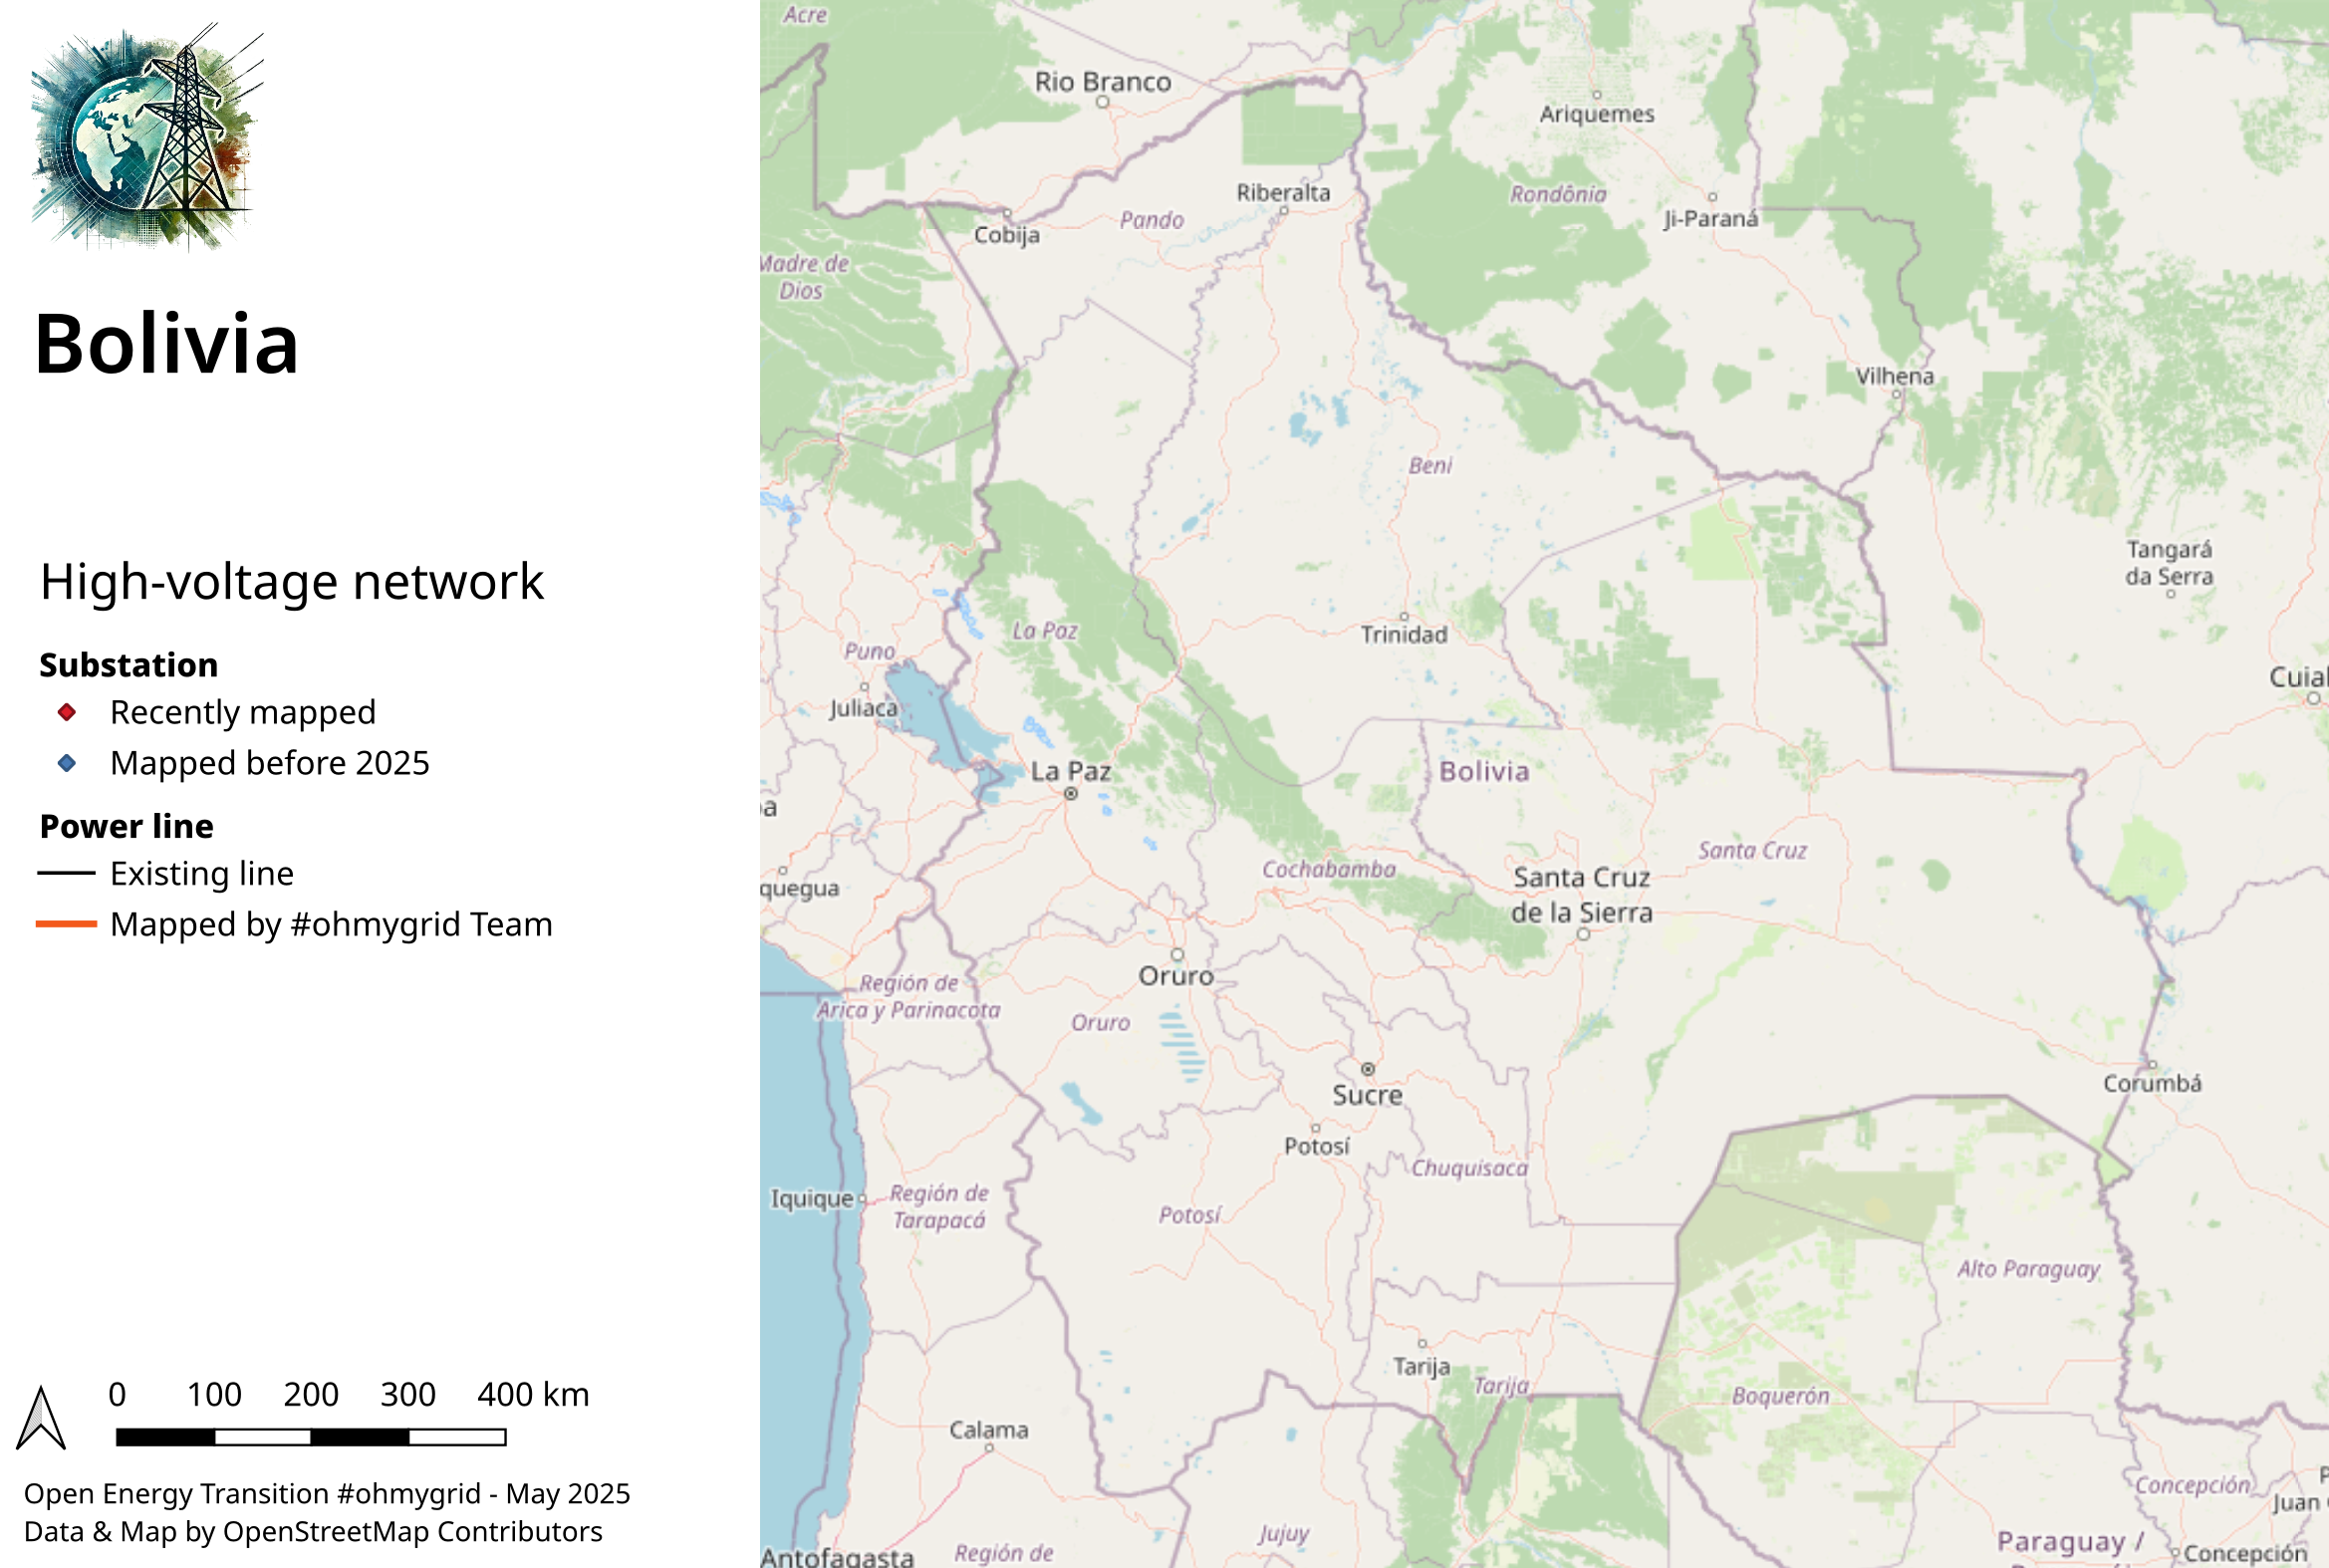 Bolivia
High-voltage network
Substation
Recently mapped
Mapped before 2025
Power line
Existing line
Mapped by #ohmygrid Team
0 100 200 300 400 km
Open Energy Transition #ohmygrid - May 2025
Data & Map by OpenStreetMap Contributors
Acre
Rio Branco
Ariquemes
Riberalta
Rondônia
Pando
Ji-Paraná
Cobija
Madre de
Dios
Vilhena
Beni
Tangará
da Serra
La Paz
Trinidad
Puno
Cuial
Juliaca
La Paz
Bolivia
Santa Cruz
Cochabamba
Santa Cruz
de la Sierra
quegua
Oruro
Región de
Arica y Parinacota
Oruro
Corumbá
Sucre
Potosí
Chuquisaca
Iquique
Región de
Tarapacá
Potosí
Alto Paraguay
Tarija
Tarija
Boquerón
Calama
Concepción
Juan
Jujuy
Paraguay /
Antofagasta
Región de
Concepción